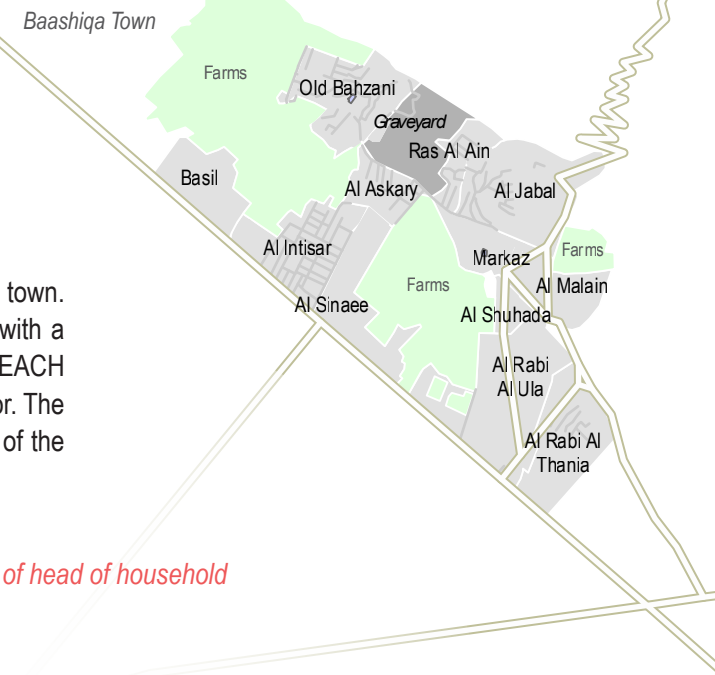 Baashiqa Town
Farms
Old Bahzani
Graveyard
Ras Al Ain
Basil
Al Askary
Al Jabal
Al Intisar
Markaz
Farms
Farms
Al Malain
Al Sinaee
Al Shuhada
Al Rabi
Al Ula
Al Rabi Al
Thania
town.
with a
EACH
or. The
of the
of head of household